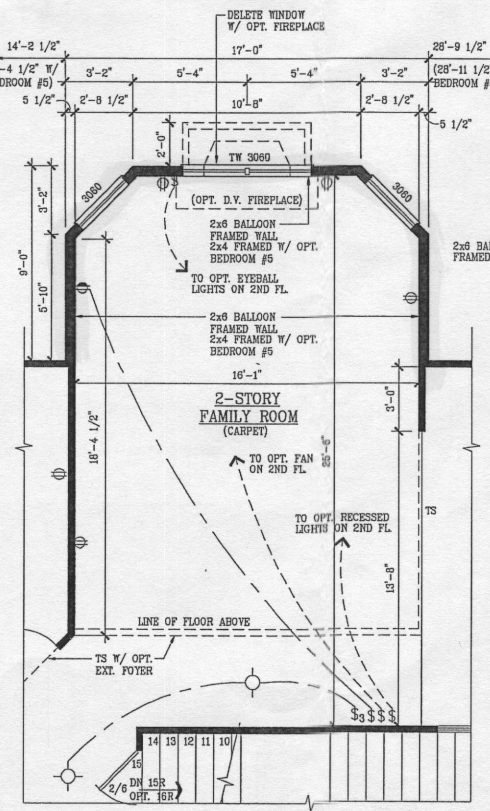 DELETE WINDOW
W/ OPT. FIREPLACE
14'-2 1/2"
17'-0"
28'-9 1/2"
-4 1/2" W/
DROOM #5)
3'-2"
5'-4"
5'-4"
3'-2"
(28'-11 1/2
BEDROOM #
5 1/2"
2'-8 1/2"
10'-8"
2'-8 1/2"
5 1/2"
2'-0"
TW 3060
3060
3060
(OPT. D.V. FIREPLACE)
$
3'-2"
9'-0"
5'-10"
2x6 BALLOON
FRAMED WALL
2x4 FRAMED W/ OPT.
BEDROOM #5
2x6 BAL
FRAMED
TO OPT. EYEBALL
LIGHTS ON 2ND FL.
2x6 BALLOON
FRAMED WALL
2x4 FRAMED W/ OPT.
BEDROOM #5
16'-1"
3'-0"
2-STORY
FAMILY ROOM
(CARPET)
18'-4 1/2"
25'-6"
TO OPT. FAN
ON 2ND FL.
TO OPT. RECESSED
LIGHTS ON 2ND FL.
TS
13'-8"
LINE OF FLOOR ABOVE
TS W/ OPT.
EXT. FOYER
$3 $ $ $
15 14 13 12 11 10
2/6
DN 15R
OPT. 16R